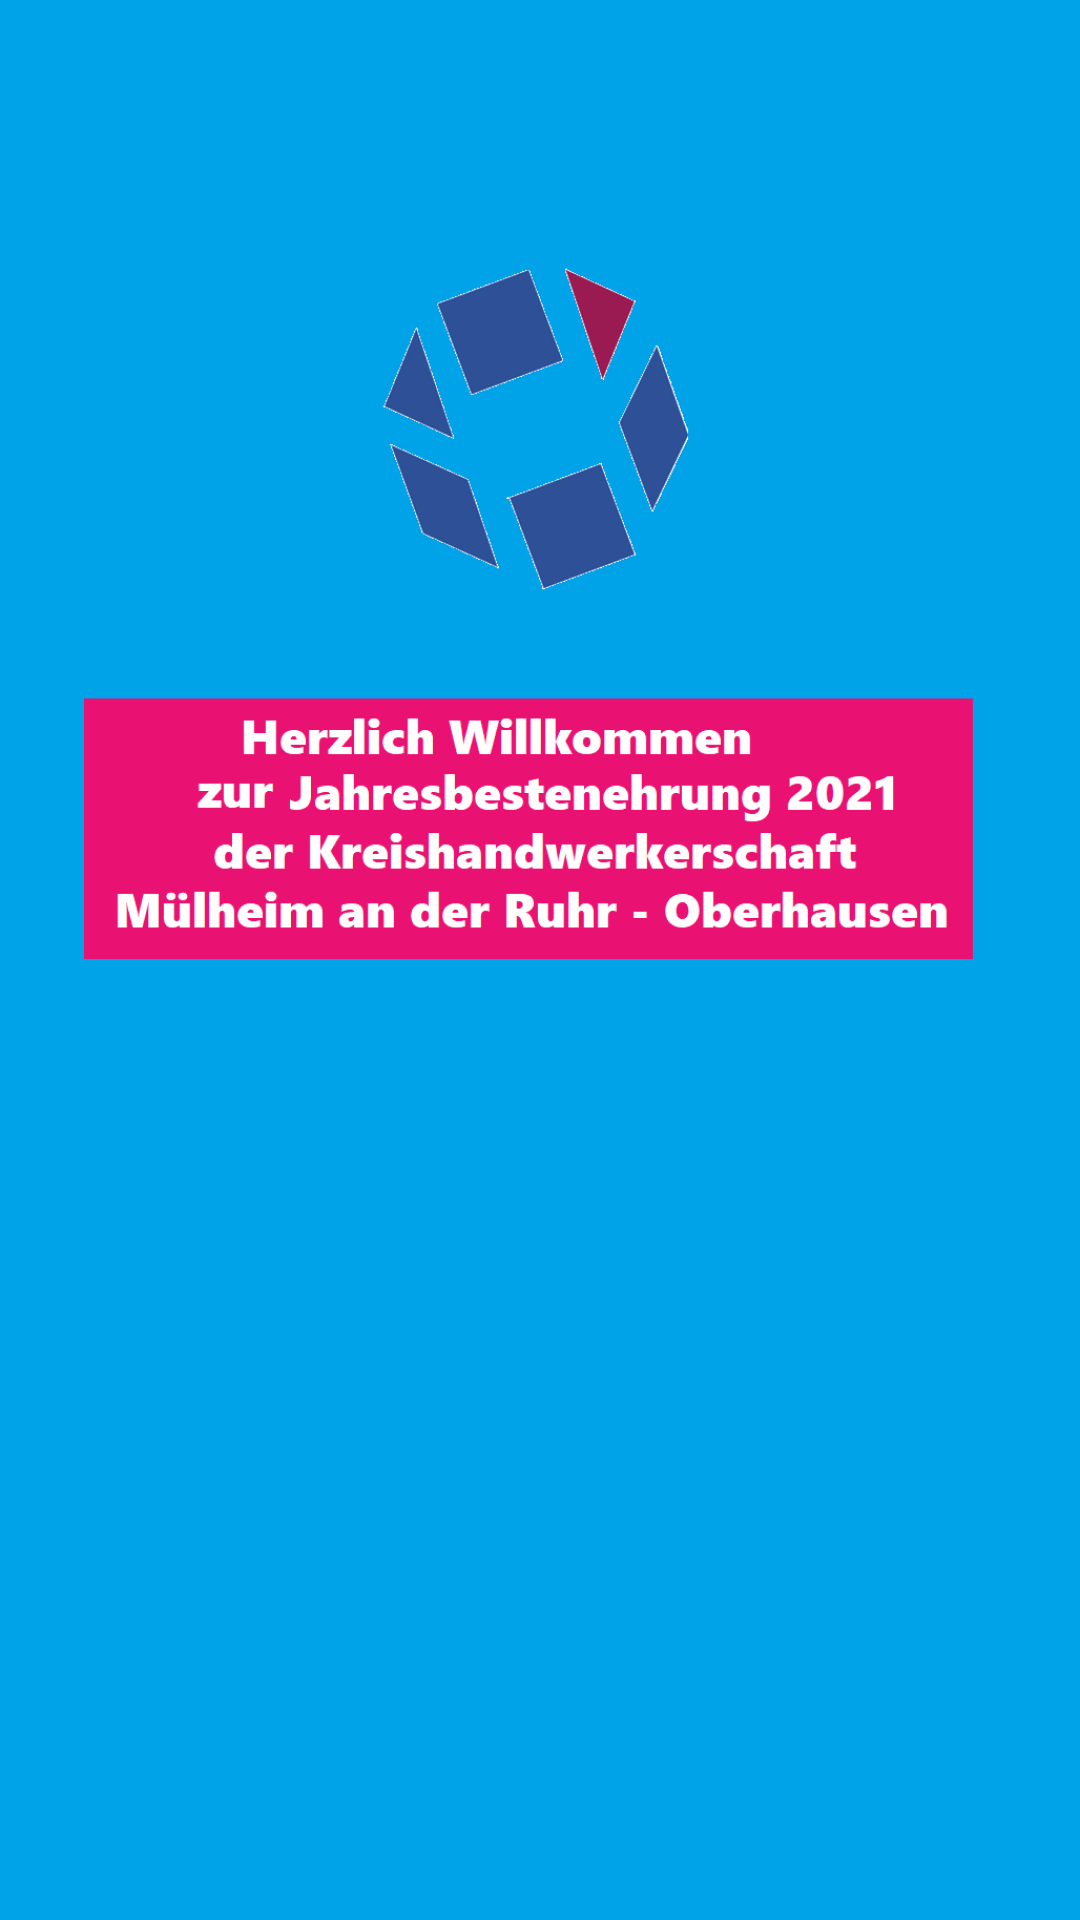 Herzlich Willkommen
zur Jahresbestenehrung 2021
der Kreishandwerkerschaft
Mülheim an der Ruhr - Oberhausen